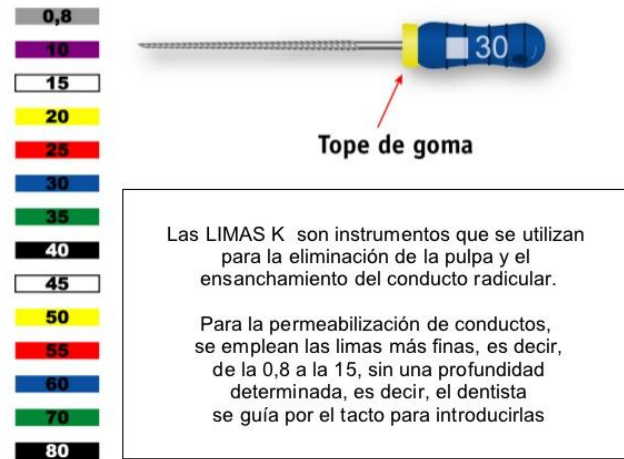 0,8
10
15
20
25
30
35
40
45
50
55
60
70
80
30
Tope de goma
Las LIMAS K son instrumentos que se utilizan
para la eliminación de la pulpa y el
ensanchamiento del conducto radicular.
Para la permeabilización de conductos,
se emplean las limas más finas, es decir,
de la 0,8 a la 15, sin una profundidad
determinada, es decir, el dentista
se guía por el tacto para introducirlas